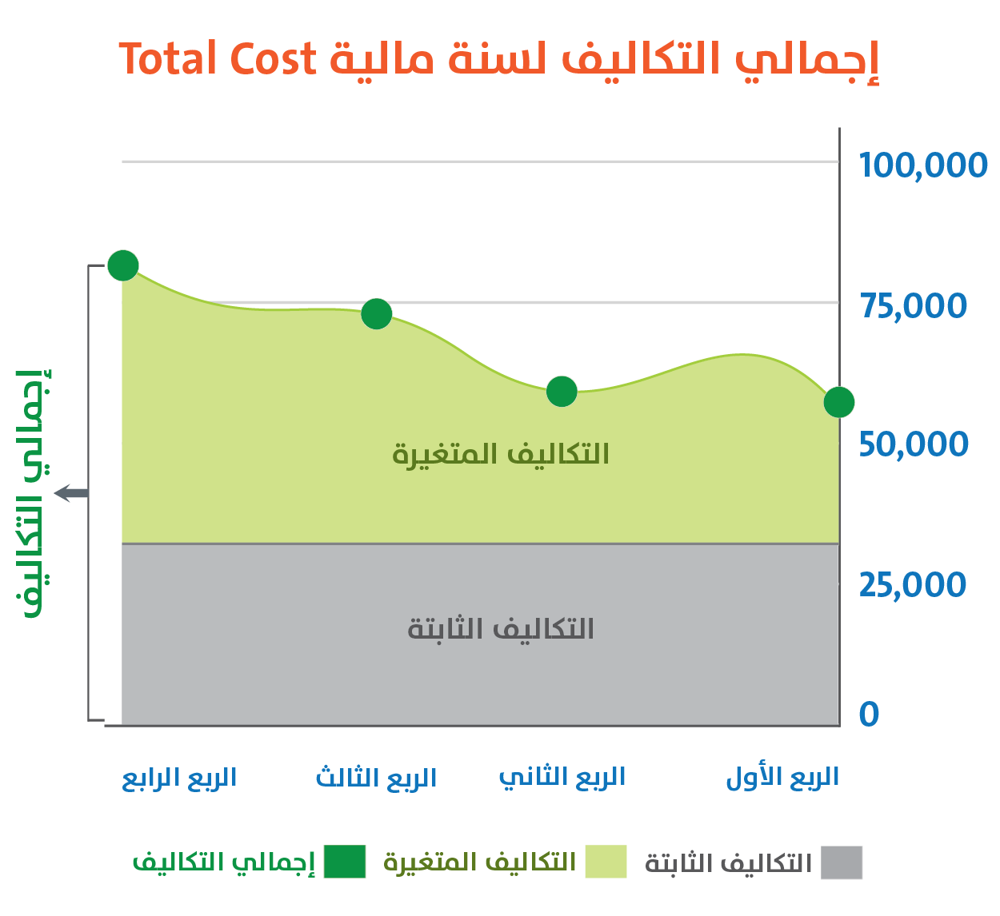 إجمالي التكاليف لسنة مالية Total Cost
100,000
75,000
50,000
25,000
0
إجمالي التكاليف
التكاليف المتغيرة
التكاليف الثابتة
الربع الأول
الربع الثاني
الربع الثالث
الربع الرابع
التكاليف الثابتة
التكاليف المتغيرة
إجمالي التكاليف